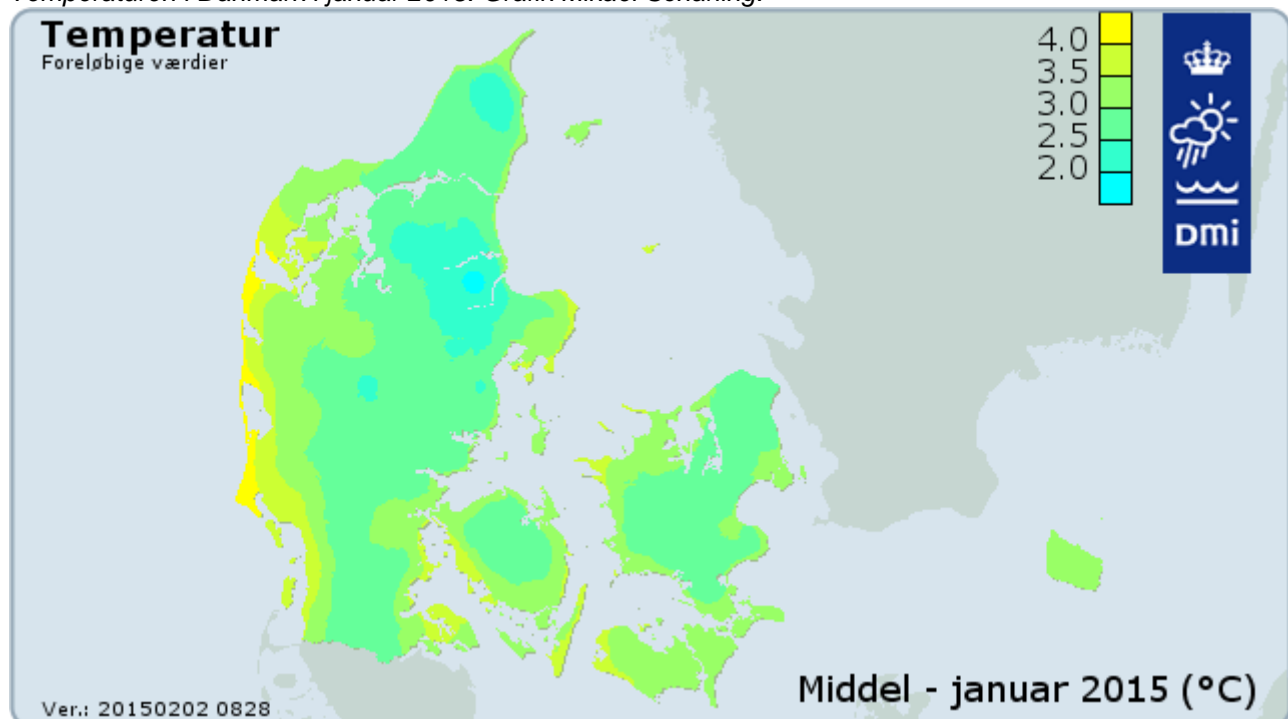 Temperatur
Foreløbige værdier
4.0
3.5
3.0
2.5
2.0
DMI
Middel - januar 2015 (°C)
Ver.: 20150202 0828